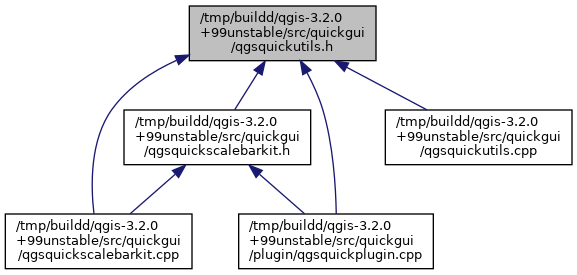 /tmp/buildd/qgis-3.2.0
+99unstable/src/quickgui
/qgsquickutils.h
/tmp/buildd/qgis-3.2.0
+99unstable/src/quickgui
/qgsquickscalebarkit.h
/tmp/buildd/qgis-3.2.0
+99unstable/src/quickgui
/qgsquickutils.cpp
/tmp/buildd/qgis-3.2.0
+99unstable/src/quickgui
/qgsquickscalebarkit.cpp
/tmp/buildd/qgis-3.2.0
+99unstable/src/quickgui
/plugin/qgsquickplugin.cpp